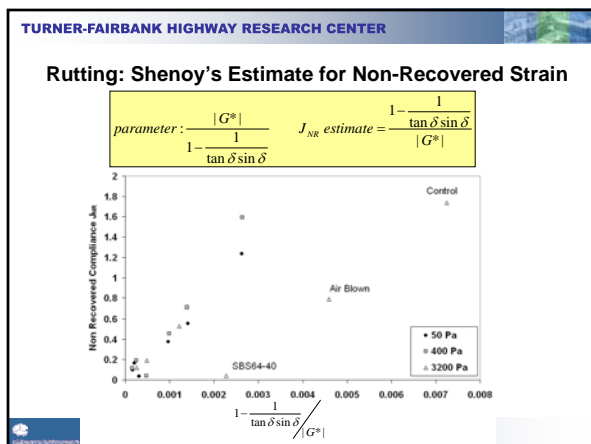 TURNER-FAIRBANK HIGHWAY RESEARCH CENTER
Rutting: Shenoy's Estimate for Non-Recovered Strain
parameter : |G*| / (1 − 1 / (tan δ sin δ))    J_NR estimate = (1 − 1 / (tan δ sin δ)) / |G*|
Non Recovered Compliance JNR
2
1.8
1.6
1.4
1.2
1
0.8
0.6
0.4
0.2
0
Control
Air Blown
SBS64-40
50 Pa
400 Pa
3200 Pa
0 0.001 0.002 0.003 0.004 0.005 0.006 0.007 0.008
1 − 1 / (tan δ sin δ) / |G*|